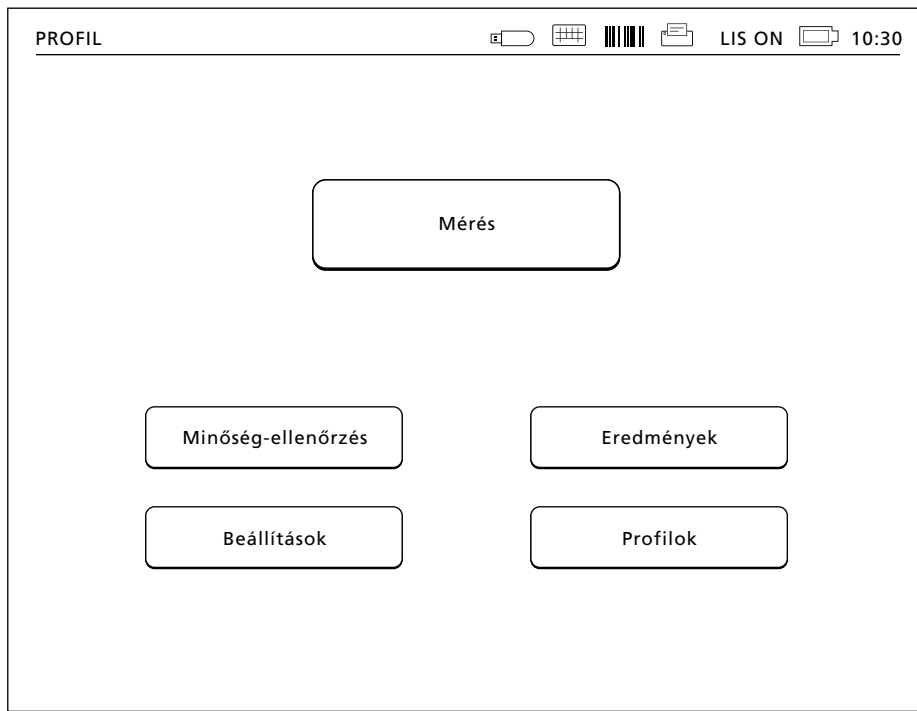 PROFIL LIS ON 10:30
Mérés
Minőség-ellenőrzés Eredmények
Beállítások Profilok